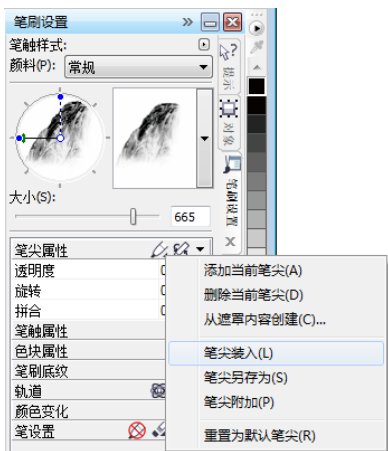 笔刷设置
笔触样式:
颜料(P): 常规
大小(S):
665
笔尖属性
透明度
旋转
拼合
笔触属性
色块属性
笔刷底纹
轨道
颜色变化
笔设置
添加当前笔尖(A)
删除当前笔尖(D)
从遮罩内容创建(C)...
笔尖装入(L)
笔尖另存为(S)
笔尖附加(P)
重置为默认笔尖(R)
提示
对象
笔刷设置